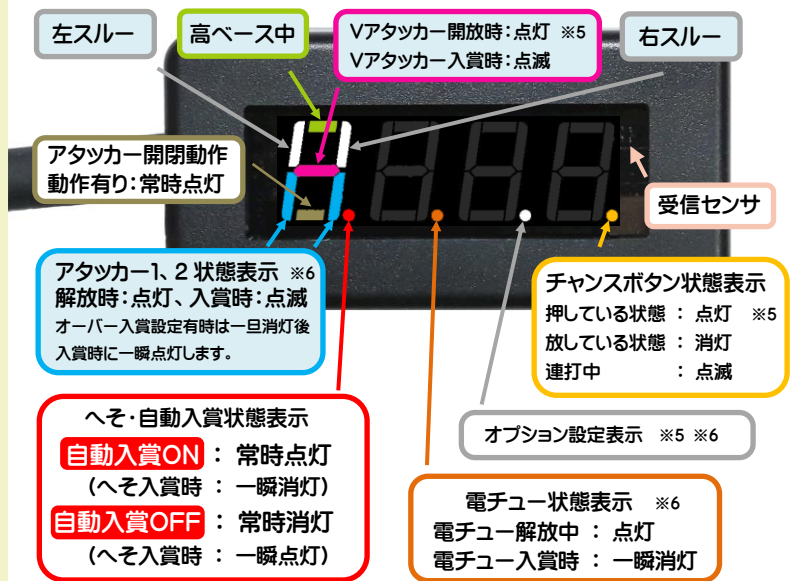 左スルー
高ベース中
Vアタッカー開放時：点灯 ※5
Vアタッカー入賞時：点滅
右スルー
アタッカー開閉動作
動作有り：常時点灯
受信センサ
アタッカー1、2 状態表示 ※6
解放時：点灯、入賞時：点滅
オーバー入賞設定有時は一旦消灯後
入賞時に一瞬点灯します。
チャンスボタン状態表示
押している状態 ： 点灯 ※5
放している状態 ： 消灯
連打中 ： 点滅
へそ・自動入賞状態表示
自動入賞ON ： 常時点灯
（へそ入賞時 ： 一瞬消灯）
自動入賞OFF ： 常時消灯
（へそ入賞時 ： 一瞬点灯）
オプション設定表示 ※5 ※6
電チュー状態表示 ※6
電チュー解放中 ： 点灯
電チュー入賞時 ： 一瞬消灯